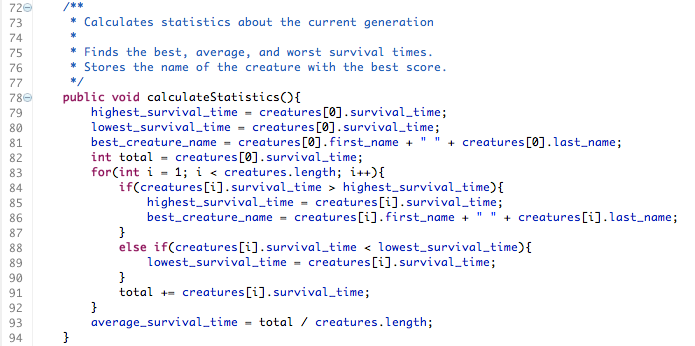 72 /**
73 * Calculates statistics about the current generation
74 *
75 * Finds the best, average, and worst survival times.
76 * Stores the name of the creature with the best score.
77 */
78 public void calculateStatistics(){
79 highest_survival_time = creatures[0].survival_time;
80 lowest_survival_time = creatures[0].survival_time;
81 best_creature_name = creatures[0].first_name + " " + creatures[0].last_name;
82 int total = creatures[0].survival_time;
83 for(int i = 1; i < creatures.length; i++){
84 if(creatures[i].survival_time > highest_survival_time){
85 highest_survival_time = creatures[i].survival_time;
86 best_creature_name = creatures[i].first_name + " " + creatures[i].last_name;
87 }
88 else if(creatures[i].survival_time < lowest_survival_time){
89 lowest_survival_time = creatures[i].survival_time;
90 }
91 total += creatures[i].survival_time;
92 }
93 average_survival_time = total / creatures.length;
94 }